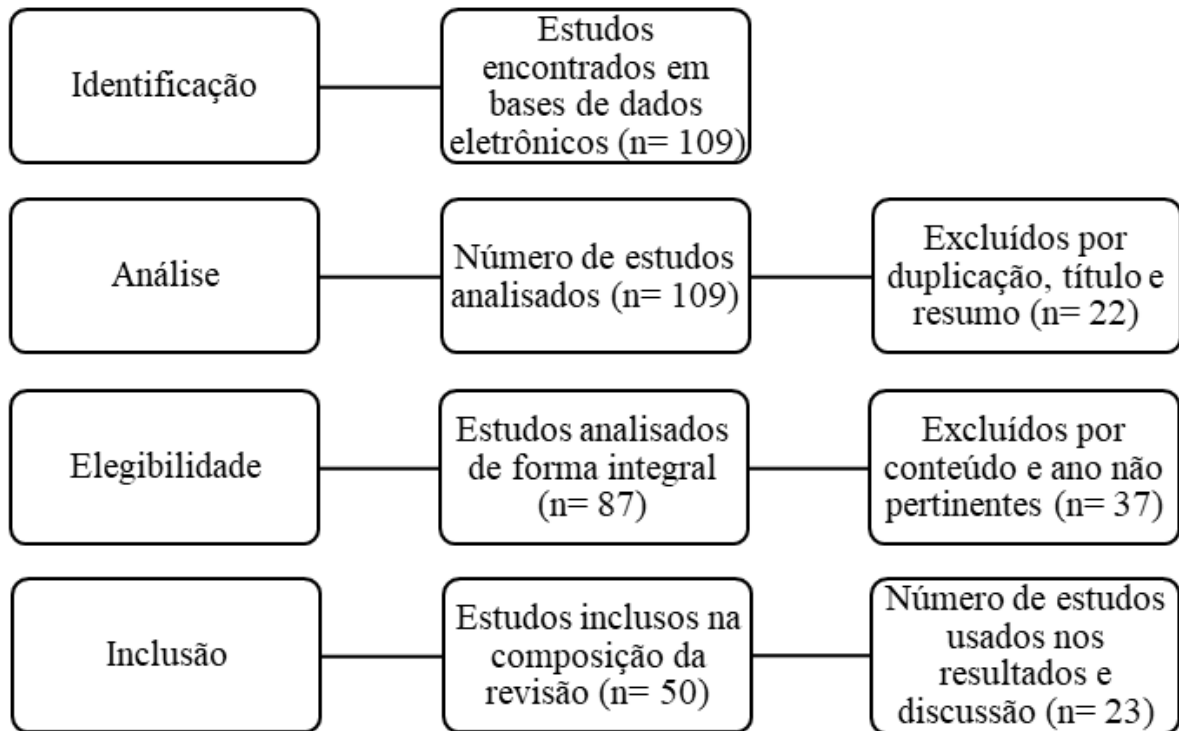 Identificação
Estudos
encontrados em
bases de dados
eletrônicos (n= 109)
Análise
Número de estudos
analisados (n= 109)
Excluídos por
duplicação, título e
resumo (n= 22)
Elegibilidade
Estudos analisados
de forma integral
(n= 87)
Excluídos por
conteúdo e ano não
pertinentes (n= 37)
Inclusão
Estudos inclusos na
composição da
revisão (n= 50)
Número de estudos
usados nos
resultados e
discussão (n= 23)